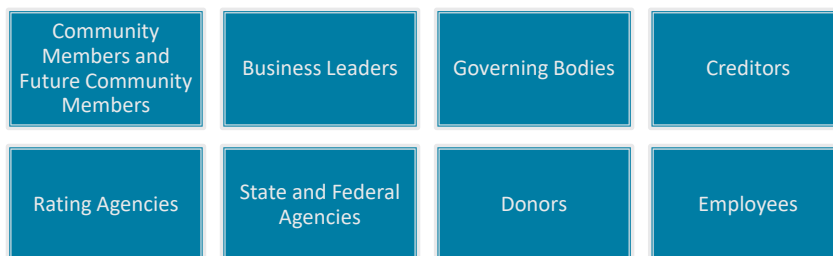 Community
Members and
Future Community
Members
Business Leaders
Governing Bodies
Creditors
Rating Agencies
State and Federal
Agencies
Donors
Employees